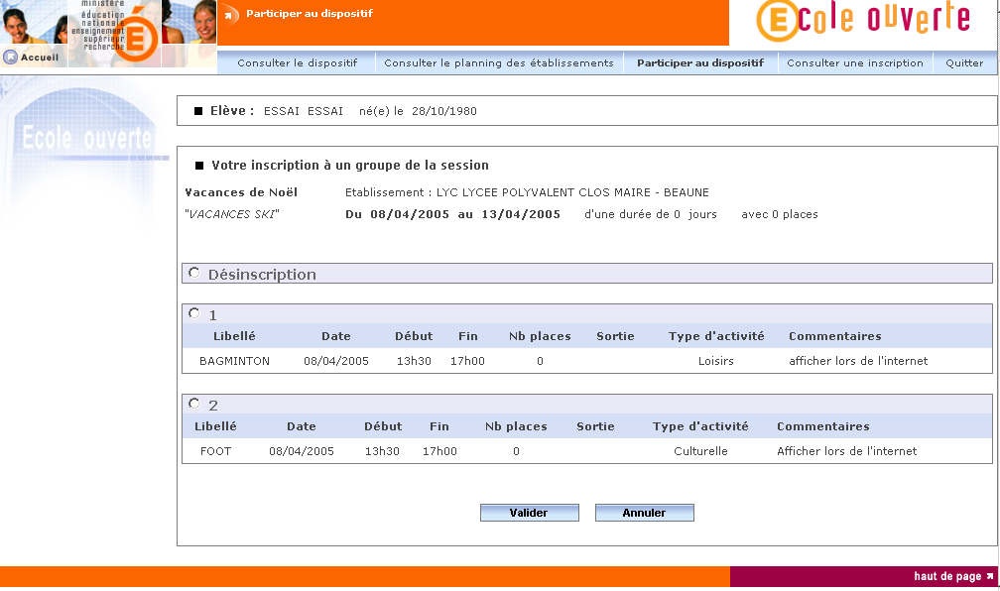 ministère
éducation
nationale
enseignement
supérieur
recherche
É
Participer au dispositif
Ecole ouverte
Accueil
Consulter le dispositif Consulter le planning des établissements Participer au dispositif Consulter une inscription Quitter
Ecole ouverte
Elève : ESSAI ESSAI né(e) le 28/10/1980
Votre inscription à un groupe de la session
Vacances de Noël Etablissement : LYC LYCEE POLYVALENT CLOS MAIRE - BEAUNE
"VACANCES SKI" Du 08/04/2005 au 13/04/2005 d'une durée de 0 jours avec 0 places
Désinscription
1
Libellé Date Début Fin Nb places Sortie Type d'activité Commentaires
BAGMINTON 08/04/2005 13h30 17h00 0 Loisirs afficher lors de l'internet
2
Libellé Date Début Fin Nb places Sortie Type d'activité Commentaires
FOOT 08/04/2005 13h30 17h00 0 Culturelle Afficher lors de l'internet
Valider Annuler
haut de page